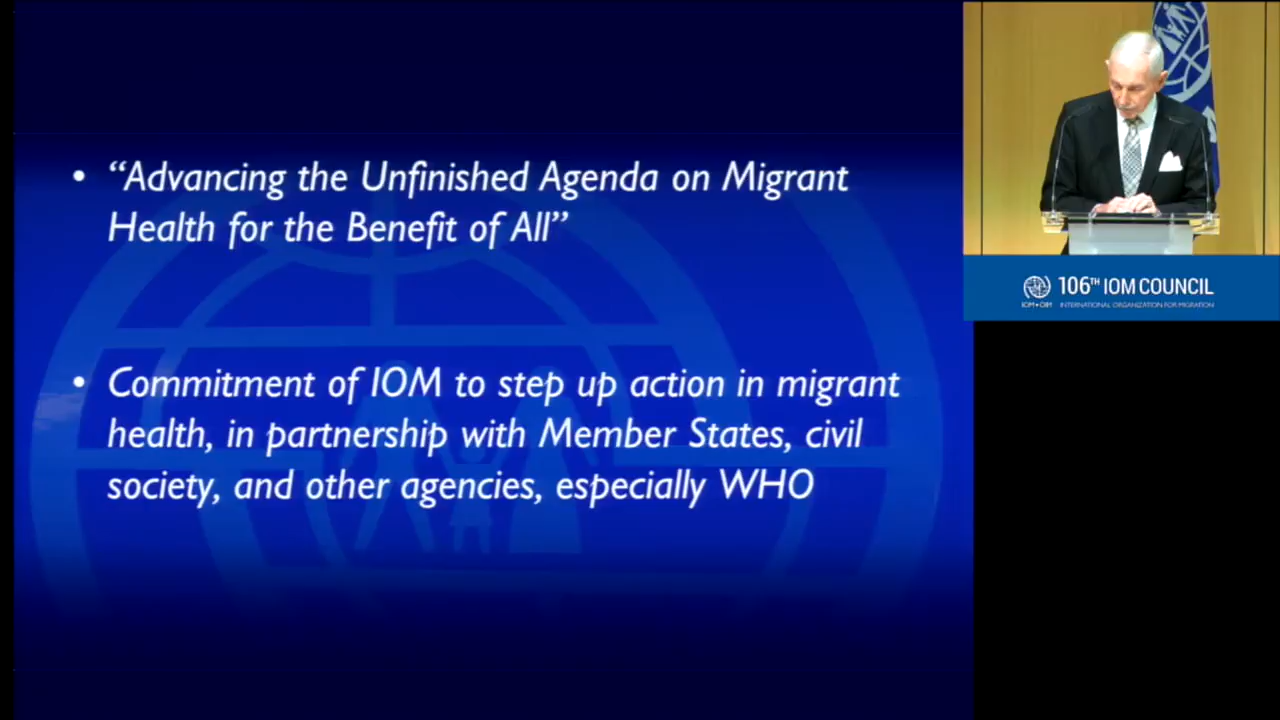 • “Advancing the Unfinished Agenda on Migrant
Health for the Benefit of All”
• Commitment of IOM to step up action in migrant
health, in partnership with Member States, civil
society, and other agencies, especially WHO
106TH IOM COUNCIL
IOM • OIM
INTERNATIONAL ORGANIZATION FOR MIGRATION